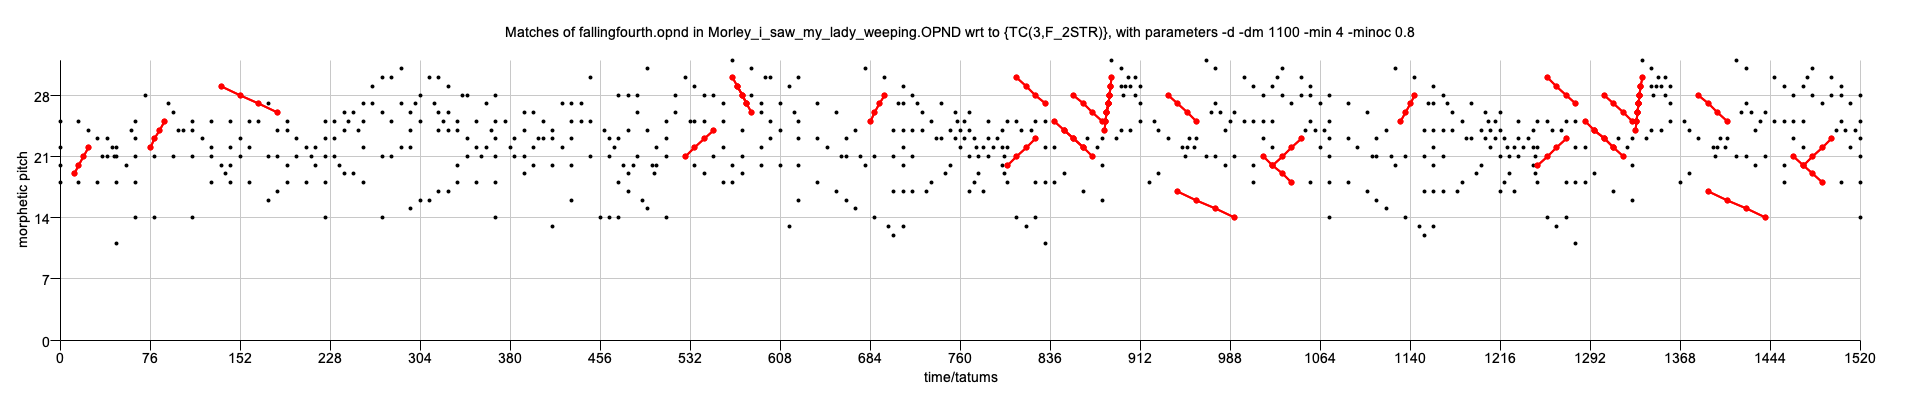 Matches of fallingfourth.opnd in Morley_i_saw_my_lady_weeping.OPND wrt to {TC(3,F_2STR)}, with parameters -d -dm 1100 -min 4 -minoc 0.8
morphetic pitch
28
21
14
7
0
0 76 152 228 304 380 456 532 608 684 760 836 912 988 1064 1140 1216 1292 1368 1444 1520
time/tatums